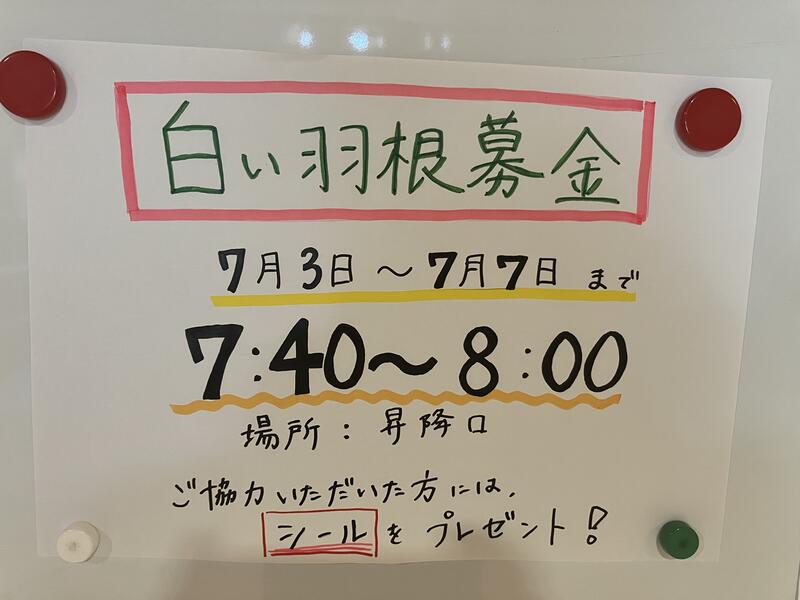 白い羽根募金
7月3日〜7月7日 まで
7:40〜8:00
場所：昇降口
ご協力いただいた方には、
シールをプレゼント！